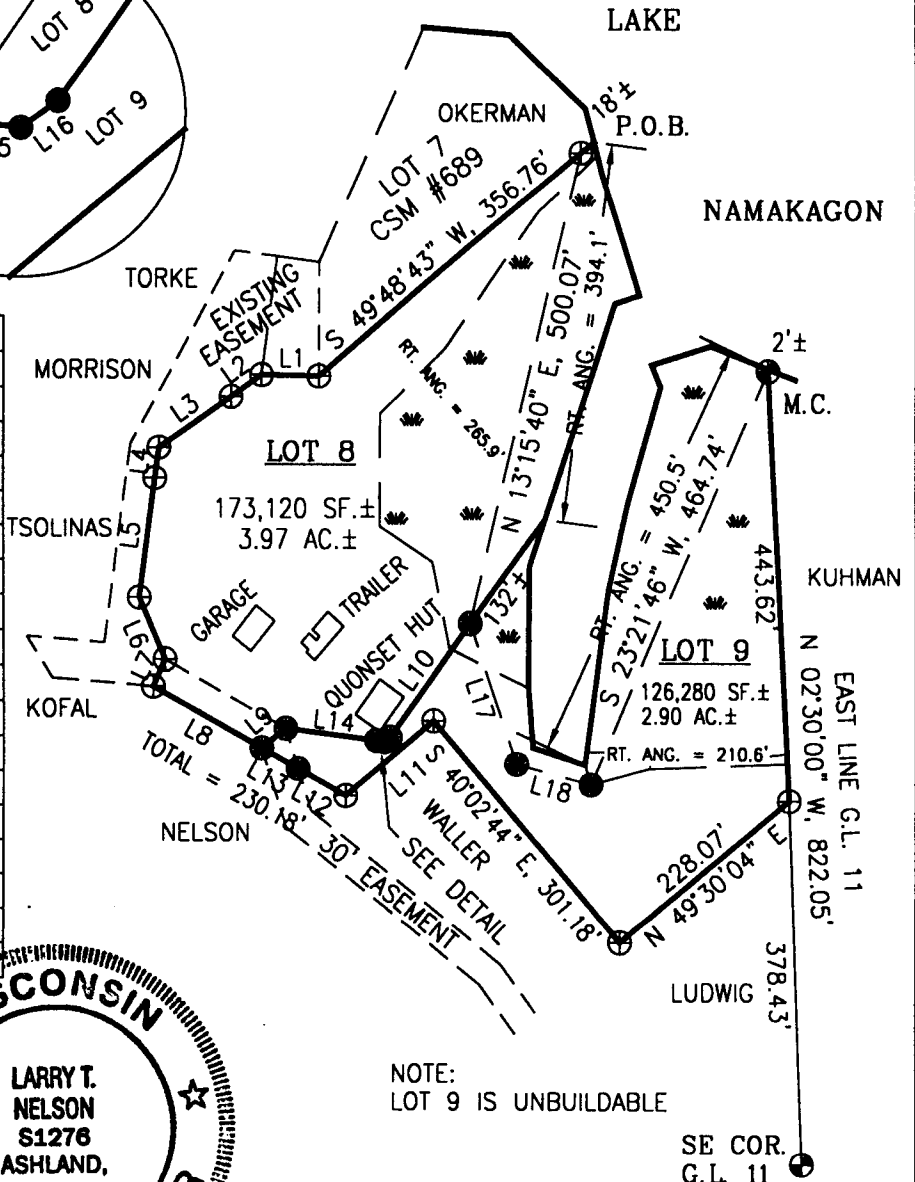 LAKE
LOT 8
LOT 9
L16
OKERMAN
18'±
P.O.B.
LOT 7
CSM #689
S 49°48'43" W, 356.76'
NAMAKAGON
TORKE
EXISTING
EASEMENT
MORRISON
L1
L2
L3
L4
L5
L6
L7
RT. ANG. = 265.9'
N 13°15'40" E, 500.07'
RT. ANG. = 394.1'
2'±
M.C.
LOT 8
173,120 SF.±
3.97 AC.±
TSOLINAS
RT. ANG. = 450.5'
S 23°21'46" W, 464.74'
443.62'
KUHMAN
GARAGE
TRAILER
QUONSET HUT
132'±
L10
L17
LOT 9
126,280 SF.±
2.90 AC.±
N 02°30'00" W, 822.05'
EAST LINE G.L. 11
KOFAL
L8
L9
L14
TOTAL = 230.18'
L13
L12
L11
L18
RT. ANG. = 210.6'
NELSON
30' EASEMENT
SEE DETAIL
WALLER
S 40°02'44" E, 301.18'
228.07'
N 49°30'04" E
378.43'
LUDWIG
SCONSIN
LARRY T.
NELSON
S1276
ASHLAND,
NOTE:
LOT 9 IS UNBUILDABLE
SE COR.
G.L. 11